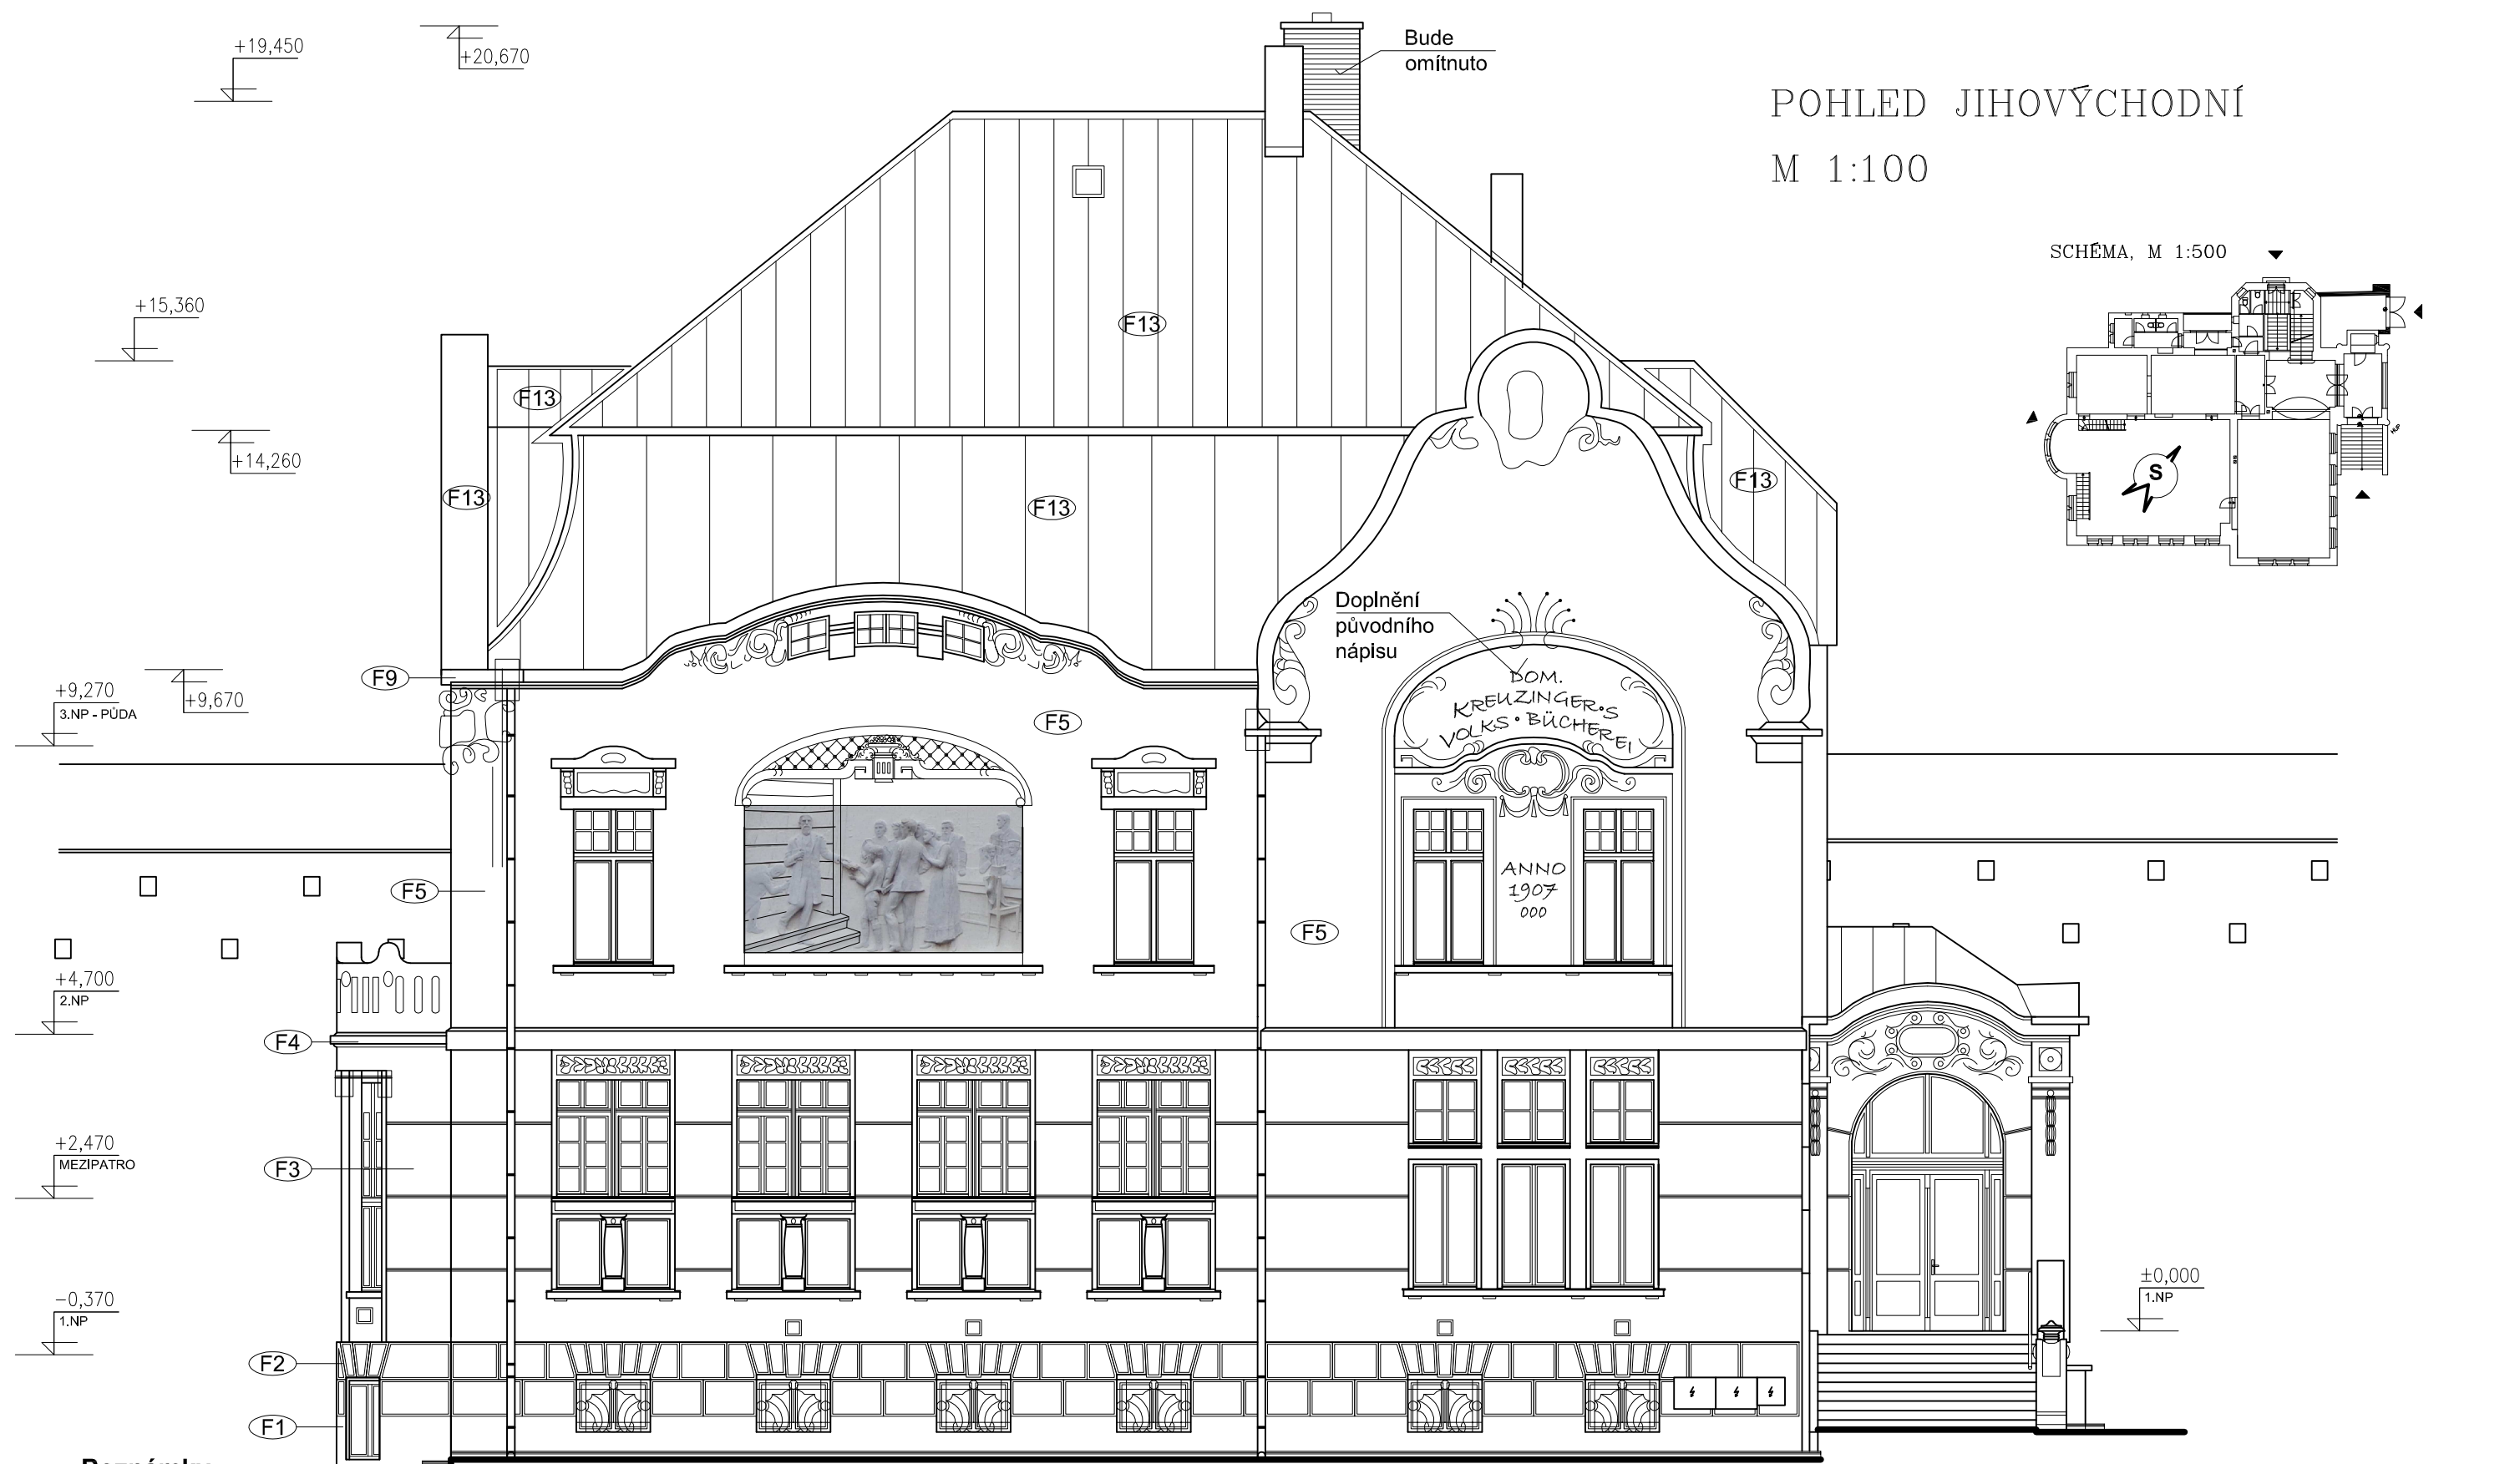 +19,450
+20,670
Bude
omítnuto
POHLED JIHOVÝCHODNÍ
M 1:100
SCHÉMA, M 1:500
HUP
S
+15,360
F13
F13
+14,260
F13
F13
F13
Doplnění
původního
nápisu
F9
+9,670
+9,270
3.NP - PŮDA
DOM.
KREUZINGER'S
VOLKS•BÜCHEREI
F5
ANNO
1907
000
F5
F5
+4,700
2.NP
F4
+2,470
MEZIPATRO
F3
-0,370
1.NP
±0,000
1.NP
F2
F1
Poznámky